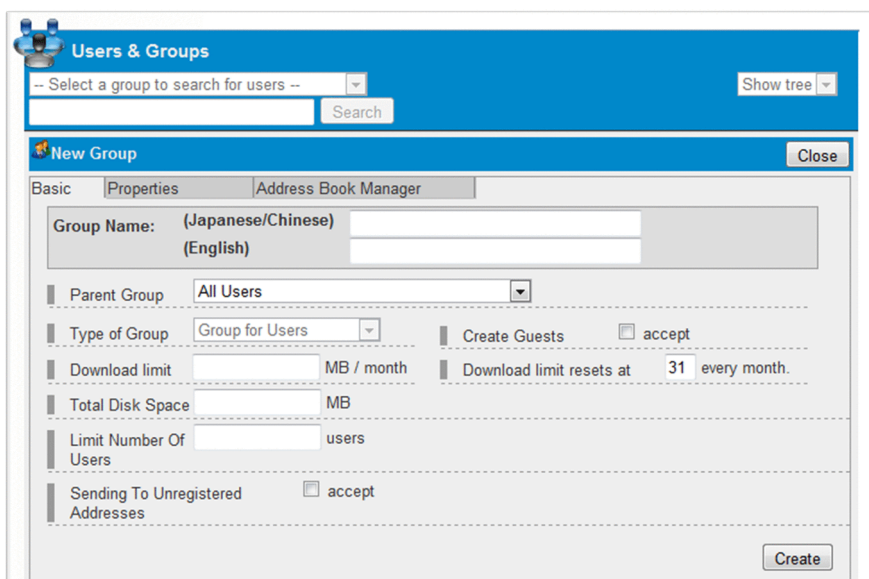 Users & Groups
-- Select a group to search for users --
Show tree
Search
New Group
Close
Basic
Properties
Address Book Manager
Group Name:
(Japanese/Chinese)
(English)
Parent Group
All Users
Type of Group
Group for Users
Create Guests
accept
Download limit
MB / month
Download limit resets at
31
every month.
Total Disk Space
MB
Limit Number Of
Users
users
Sending To Unregistered
Addresses
accept
Create